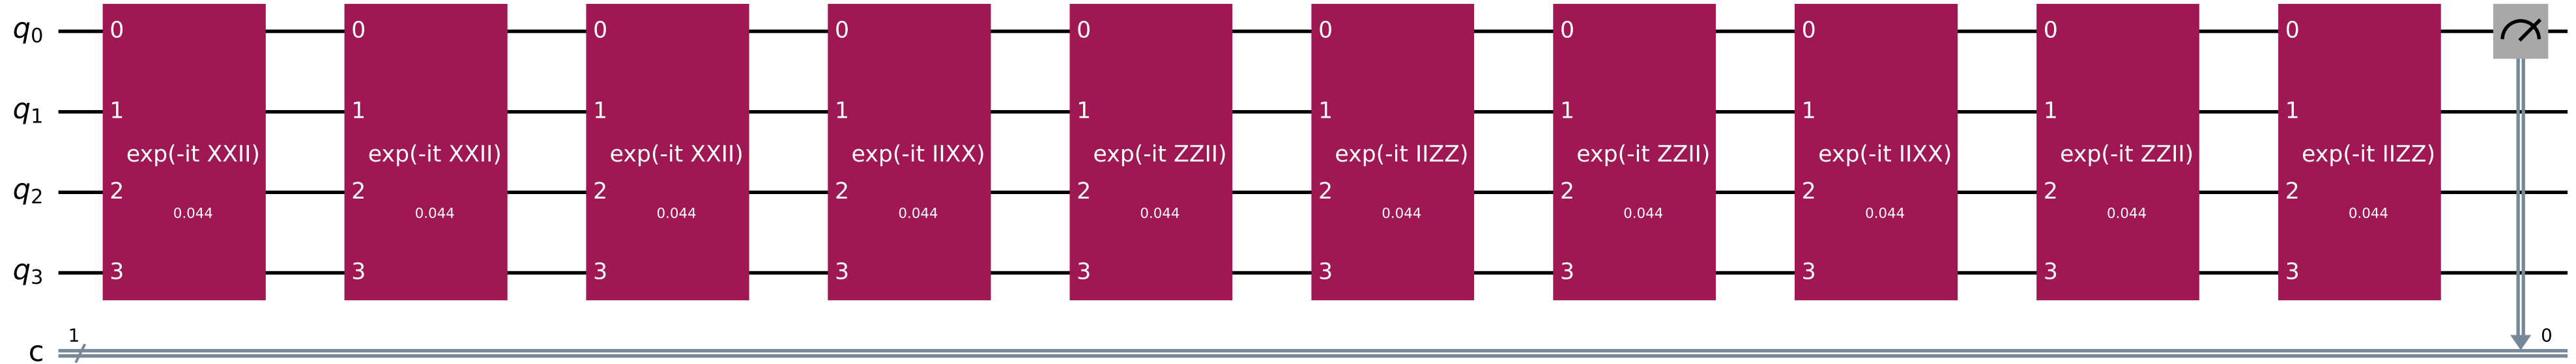 q0 0 0 0 0 0 0 0 0 0 0
q1 1 1 1 1 1 1 1 1 1 1
exp(-it XXII) exp(-it XXII) exp(-it XXII) exp(-it IIXX) exp(-it ZZII) exp(-it IIZZ) exp(-it ZZII) exp(-it IIXX) exp(-it ZZII) exp(-it IIZZ)
q2 2 2 2 2 2 2 2 2 2 2
0.044 0.044 0.044 0.044 0.044 0.044 0.044 0.044 0.044 0.044
q3 3 3 3 3 3 3 3 3 3 3
1 0
c